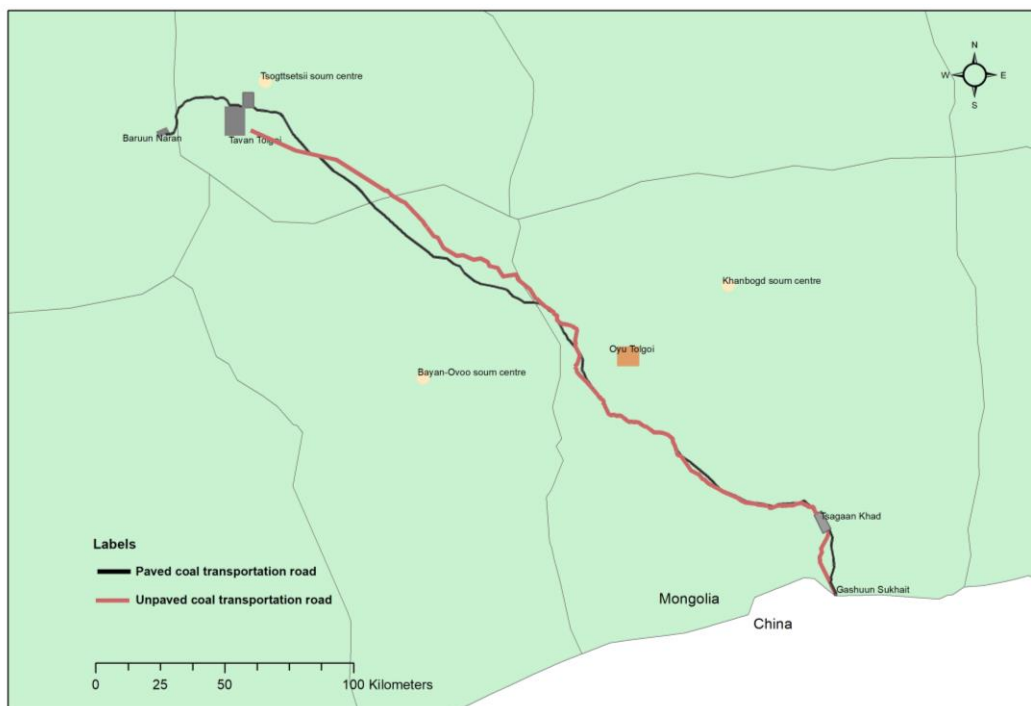 N
W E
S
Tsogttsetsii soum centre
Baruun Naran
Tavan Tolgoi
Khanbogd soum centre
Oyu Tolgoi
Bayan-Ovoo soum centre
Tsagaan Khad
Gashuun Sukhait
Mongolia
China
Labels
Paved coal transportation road
Unpaved coal transportation road
0 25 50 100 Kilometers